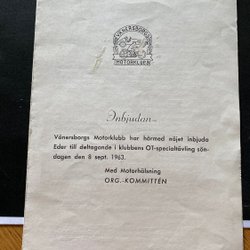 VÄNERSBORGS
MOTORKLUBB
Inbjudan
Vänersborgs Motorklubb har härmed nöjet inbjuda
Eder till deltagande i klubbens OT-specialtävling sön-
dagen den 8 sept. 1963.
Med Motorhälsning
ORG.-KOMMITTÉN